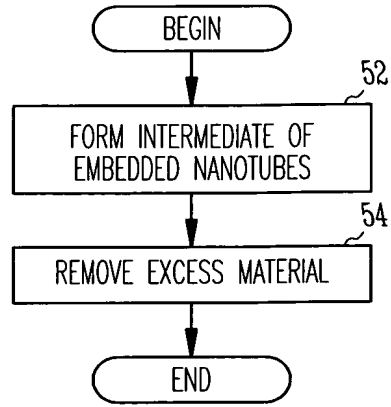 BEGIN
52
FORM INTERMEDIATE OF
EMBEDDED NANOTUBES
54
REMOVE EXCESS MATERIAL
END